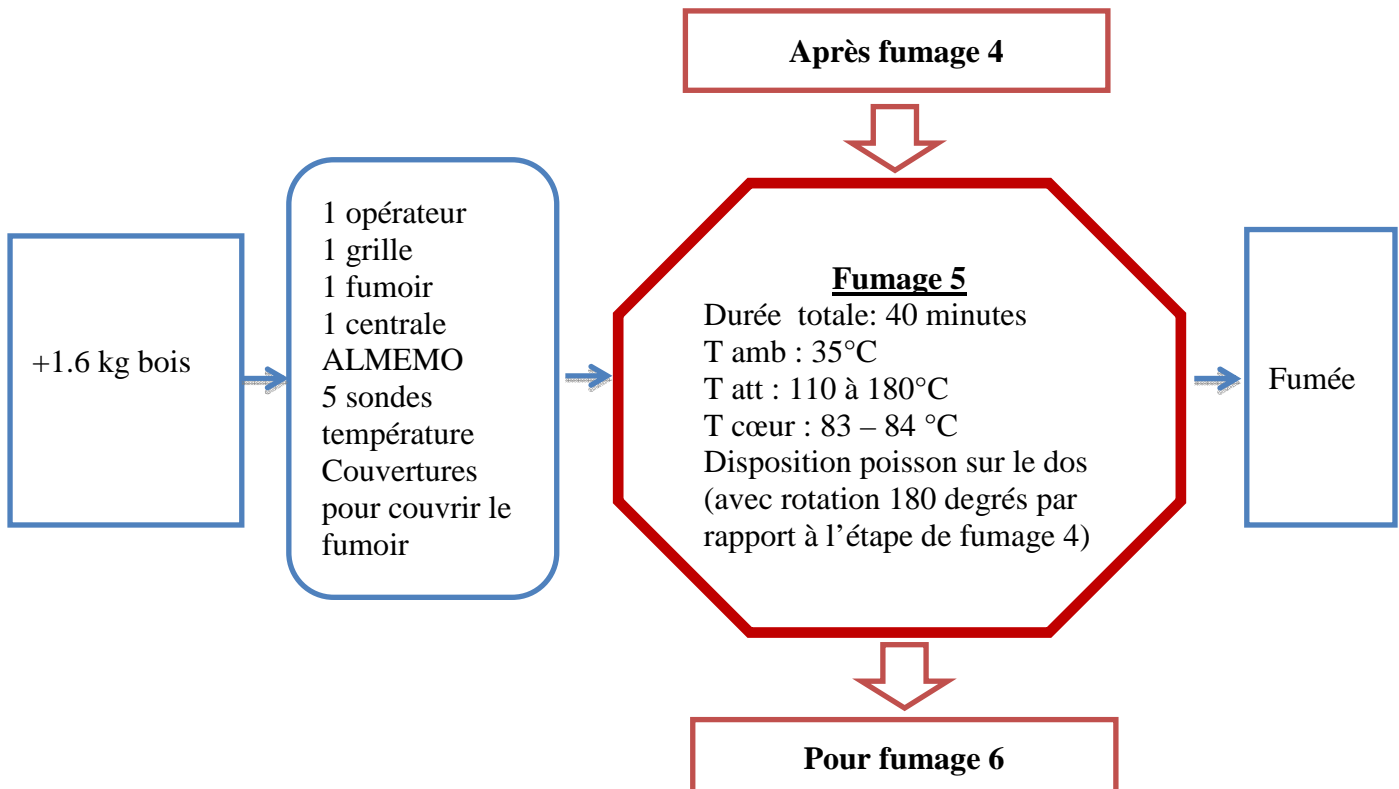 Après fumage 4
+1.6 kg bois
1 opérateur
1 grille
1 fumoir
1 centrale
ALMEMO
5 sondes
température
Couvertures
pour couvrir le
fumoir
Fumage 5
Durée  totale: 40 minutes
T amb : 35°C
T att : 110 à 180°C
T cœur : 83 – 84 °C
Disposition poisson sur le dos
(avec rotation 180 degrés par
rapport à l’étape de fumage 4)
Fumée
Pour fumage 6